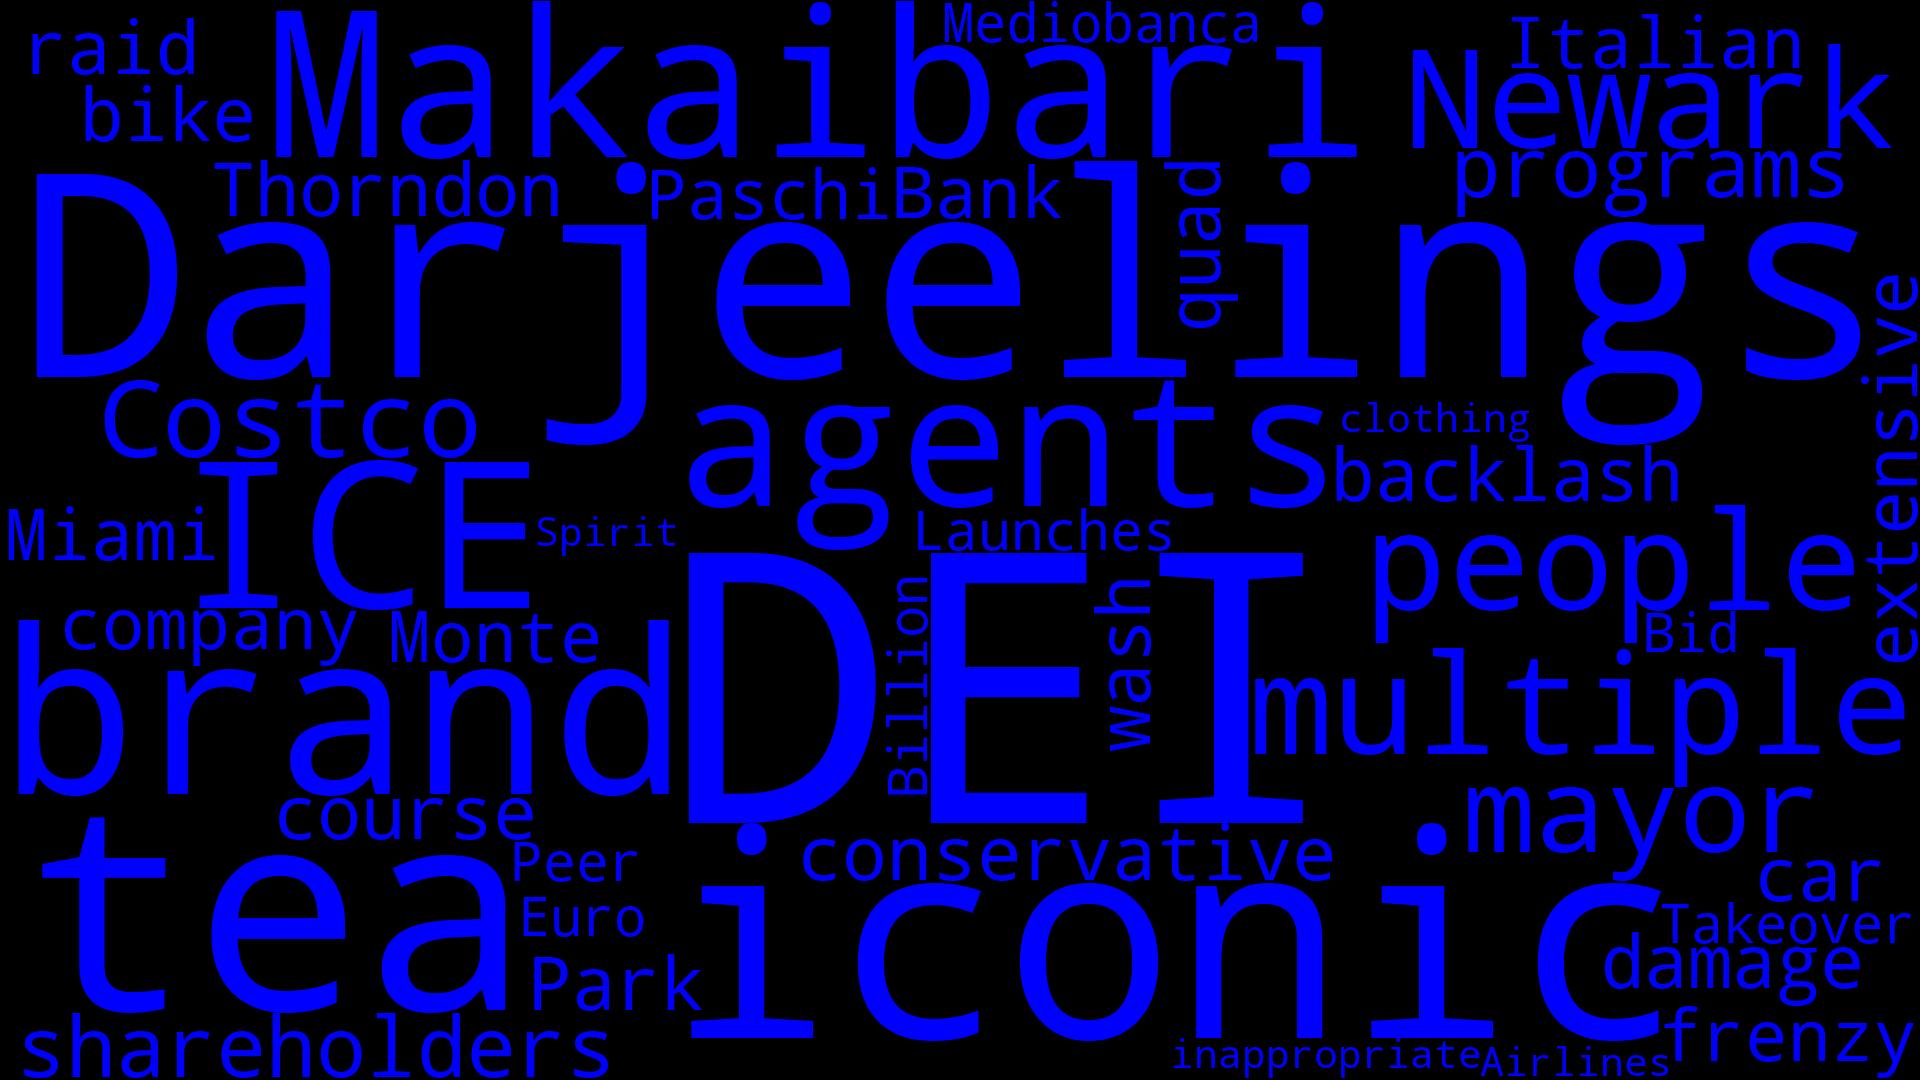 raid
Makaibari
Mediobanca
Italian
bike
Newark
Thorndon
PaschiBank
quad
programs
Darjeelings
extensive
Costco
agents
clothing
backlash
ICE
Miami
Spirit
Launches
people
company
Monte
DEI
Billion
wash
Bid
brand
multiple
course
mayor
tea
Peer
conservative
car
Euro
iconic
Takeover
Park
damage
shareholders
inappropriate
Airlines
frenzy